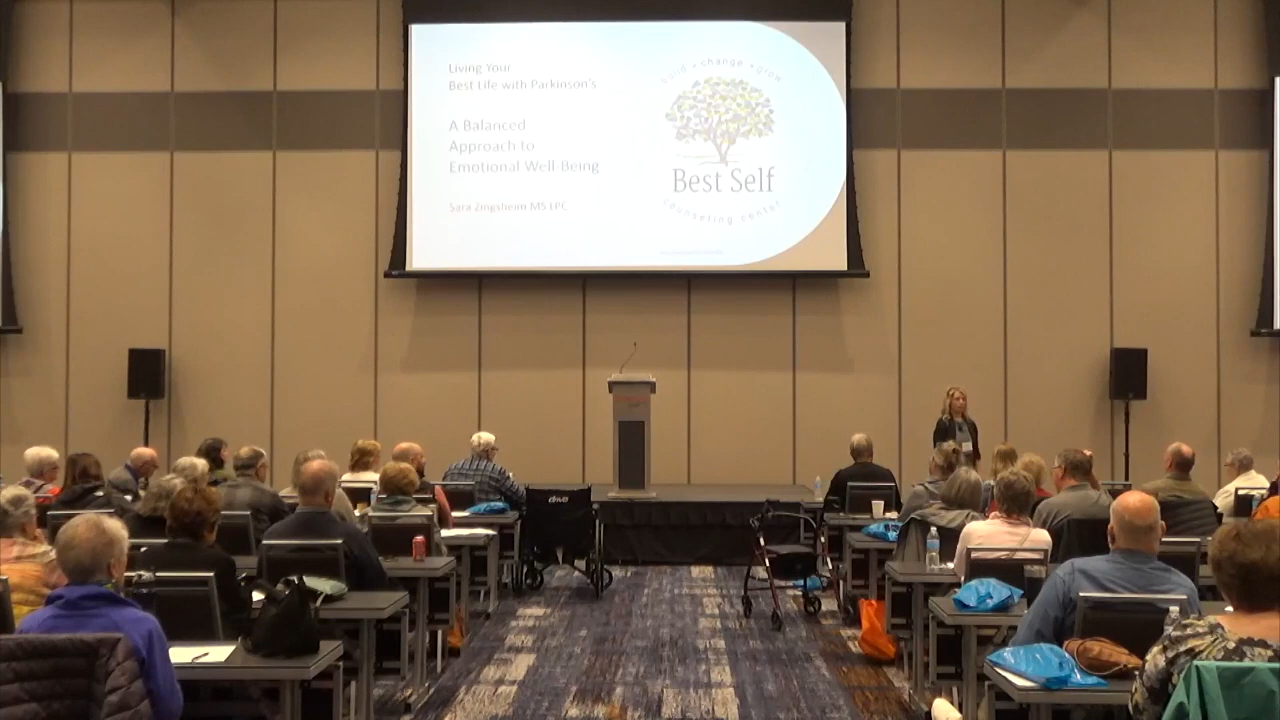 Living Your
Best Life with Parkinson's
A Balanced
Approach to
Emotional Well-Being
Sara Zingsheim MS LPC
build • change • grow
Best Self
counseling center
drive